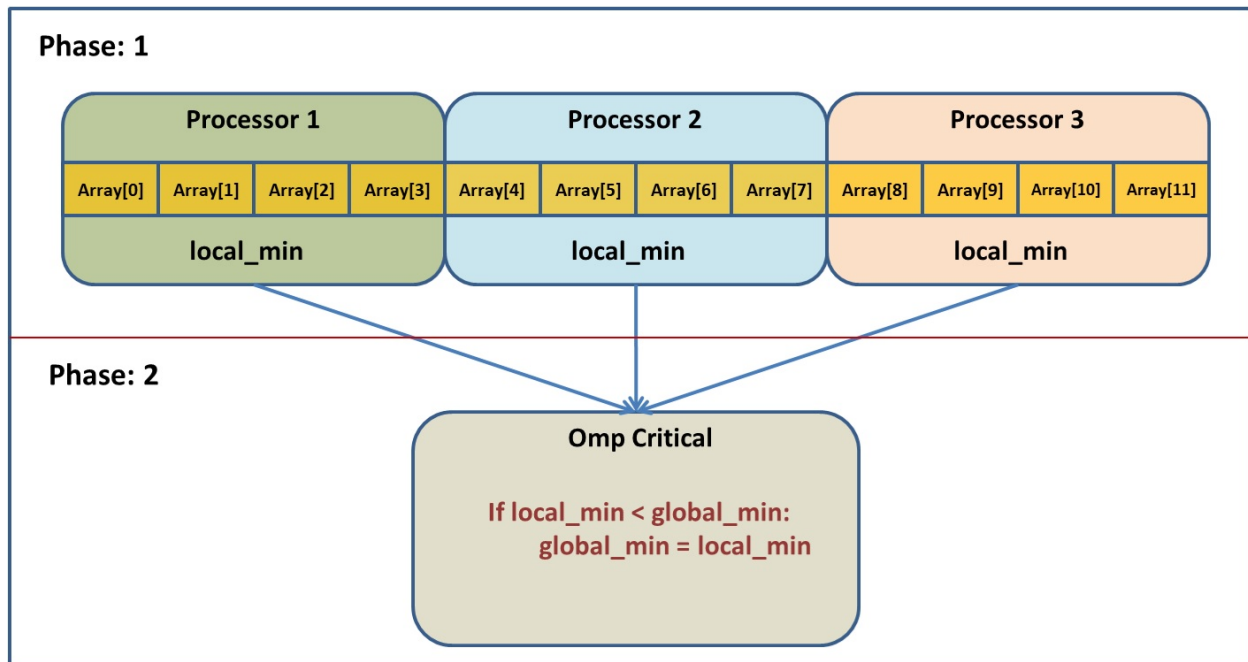 Phase: 1
Processor 1
Processor 2
Processor 3
Array[0] Array[1] Array[2] Array[3] Array[4] Array[5] Array[6] Array[7] Array[8] Array[9] Array[10] Array[11]
local_min
local_min
local_min
Phase: 2
Omp Critical
If local_min < global_min:
global_min = local_min